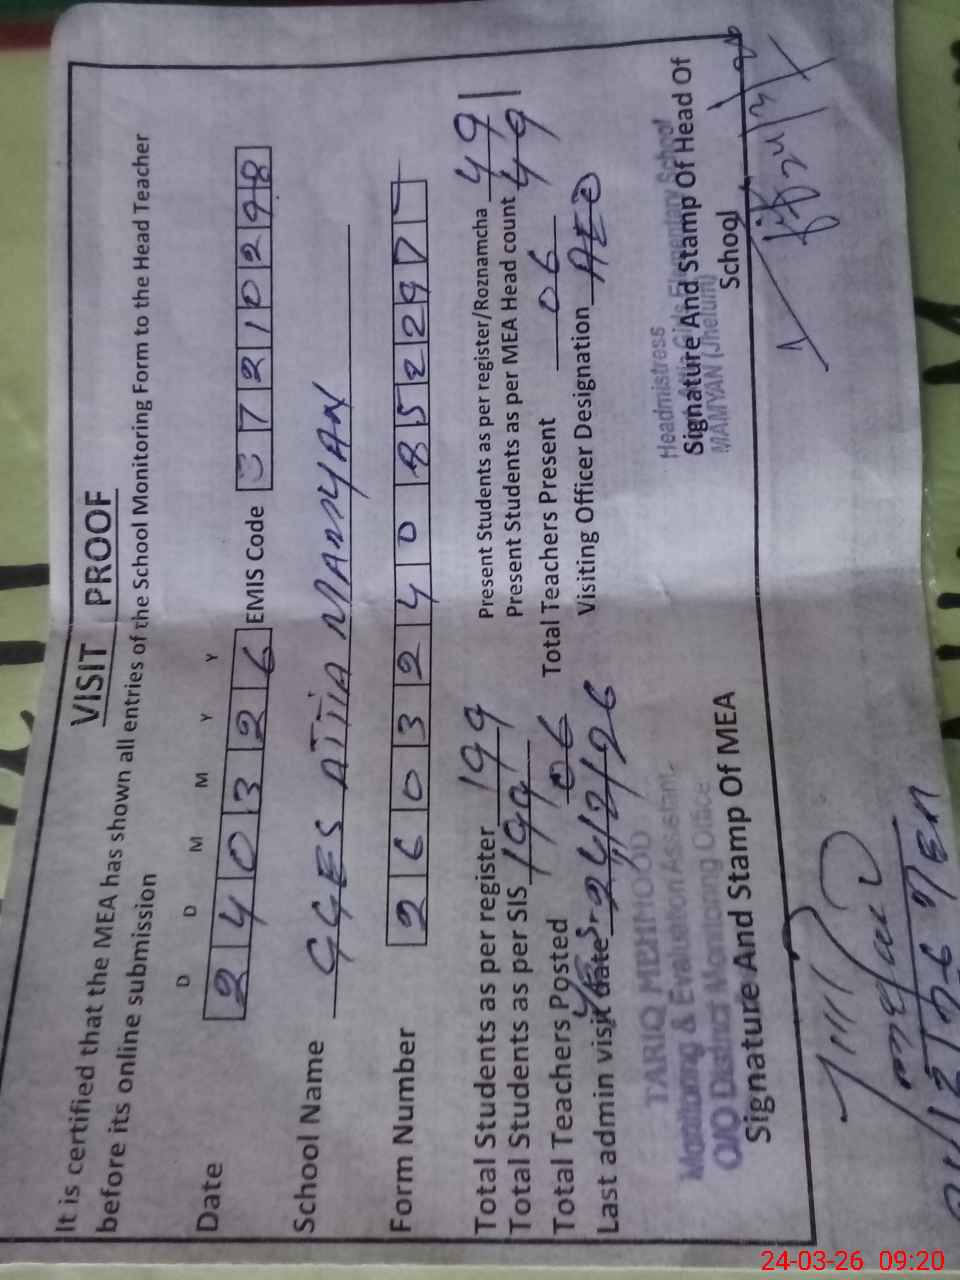 VISIT PROOF
It is certified that the MEA has shown all entries of the School Monitoring Form to the Head Teacher
before its online submission
D D M M Y Y
Date 2 4 0 3 2 6 EMIS Code 3 7 2 1 0 2 9 8
School Name GGES ATTIA MAMYAN
Form Number 2 6 0 3 2 4 0 8 5 2 2 9 7
Total Students as per register 199 Present Students as per register/Roznamcha 49
Total Students as per SIS 199 Present Students as per MEA Head count 49
Total Teachers Posted 06 Total Teachers Present 06
Last admin visit date 24/2/26 Visiting Officer Designation AEO
TARIQ MEHMOOD
Monitoring & Evaluation Assistant
O/O District Monitoring Office
Signature And Stamp Of MEA
Headmistress
Girls Elementary School
MAMYAN (Jhelum)
Signature And Stamp Of Head Of
School
24-03-26 09:20